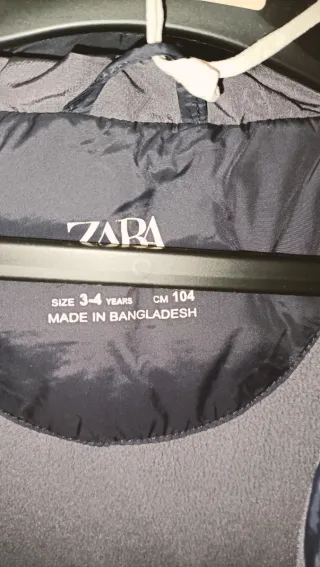 ZARA
SIZE 3-4 YEARS CM 104
MADE IN BANGLADESH